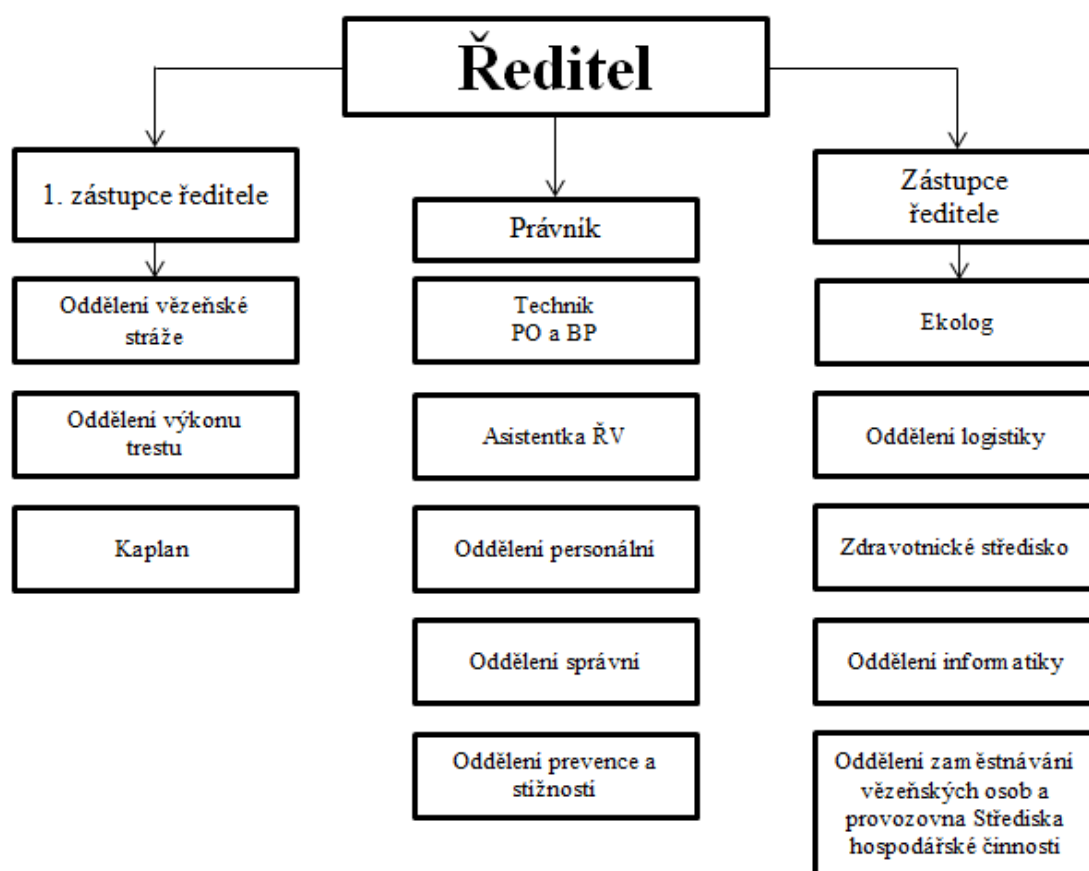 Ředitel
1. zástupce ředitele
Oddělení vězeňské
stráže
Oddělení výkonu
trestu
Kaplan
Právník
Technik
PO a BP
Asistentka ŘV
Oddělení personální
Oddělení správní
Oddělení prevence a
stížností
Zástupce
ředitele
Ekolog
Oddělení logistiky
Zdravotnické středisko
Oddělení informatiky
Oddělení zaměstnávání
vězeňských osob a
provozovna Střediska
hospodářské činnosti